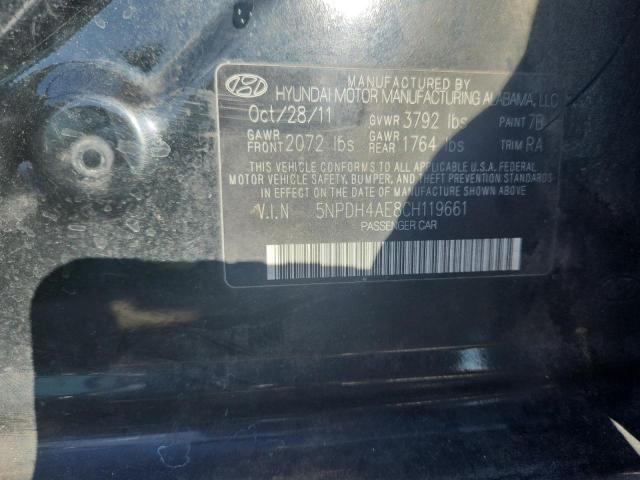 MANUFACTURED BY
HYUNDAI MOTOR MANUFACTURING ALABAMA, LLC
Oct/28/11 GVWR 3792 lbs PAINT 7B
GAWR FRONT 2072 lbs GAWR REAR 1764 lbs TRIM RA
THIS VEHICLE CONFORMS TO ALL APPLICABLE U.S.A. FEDERAL
MOTOR VEHICLE SAFETY, BUMPER, AND THEFT PREVENTION
STANDARDS IN EFFECT ON THE DATE OF MANUFACTURE SHOWN ABOVE.
V.I.N 5NPDH4AE8CH119661
PASSENGER CAR